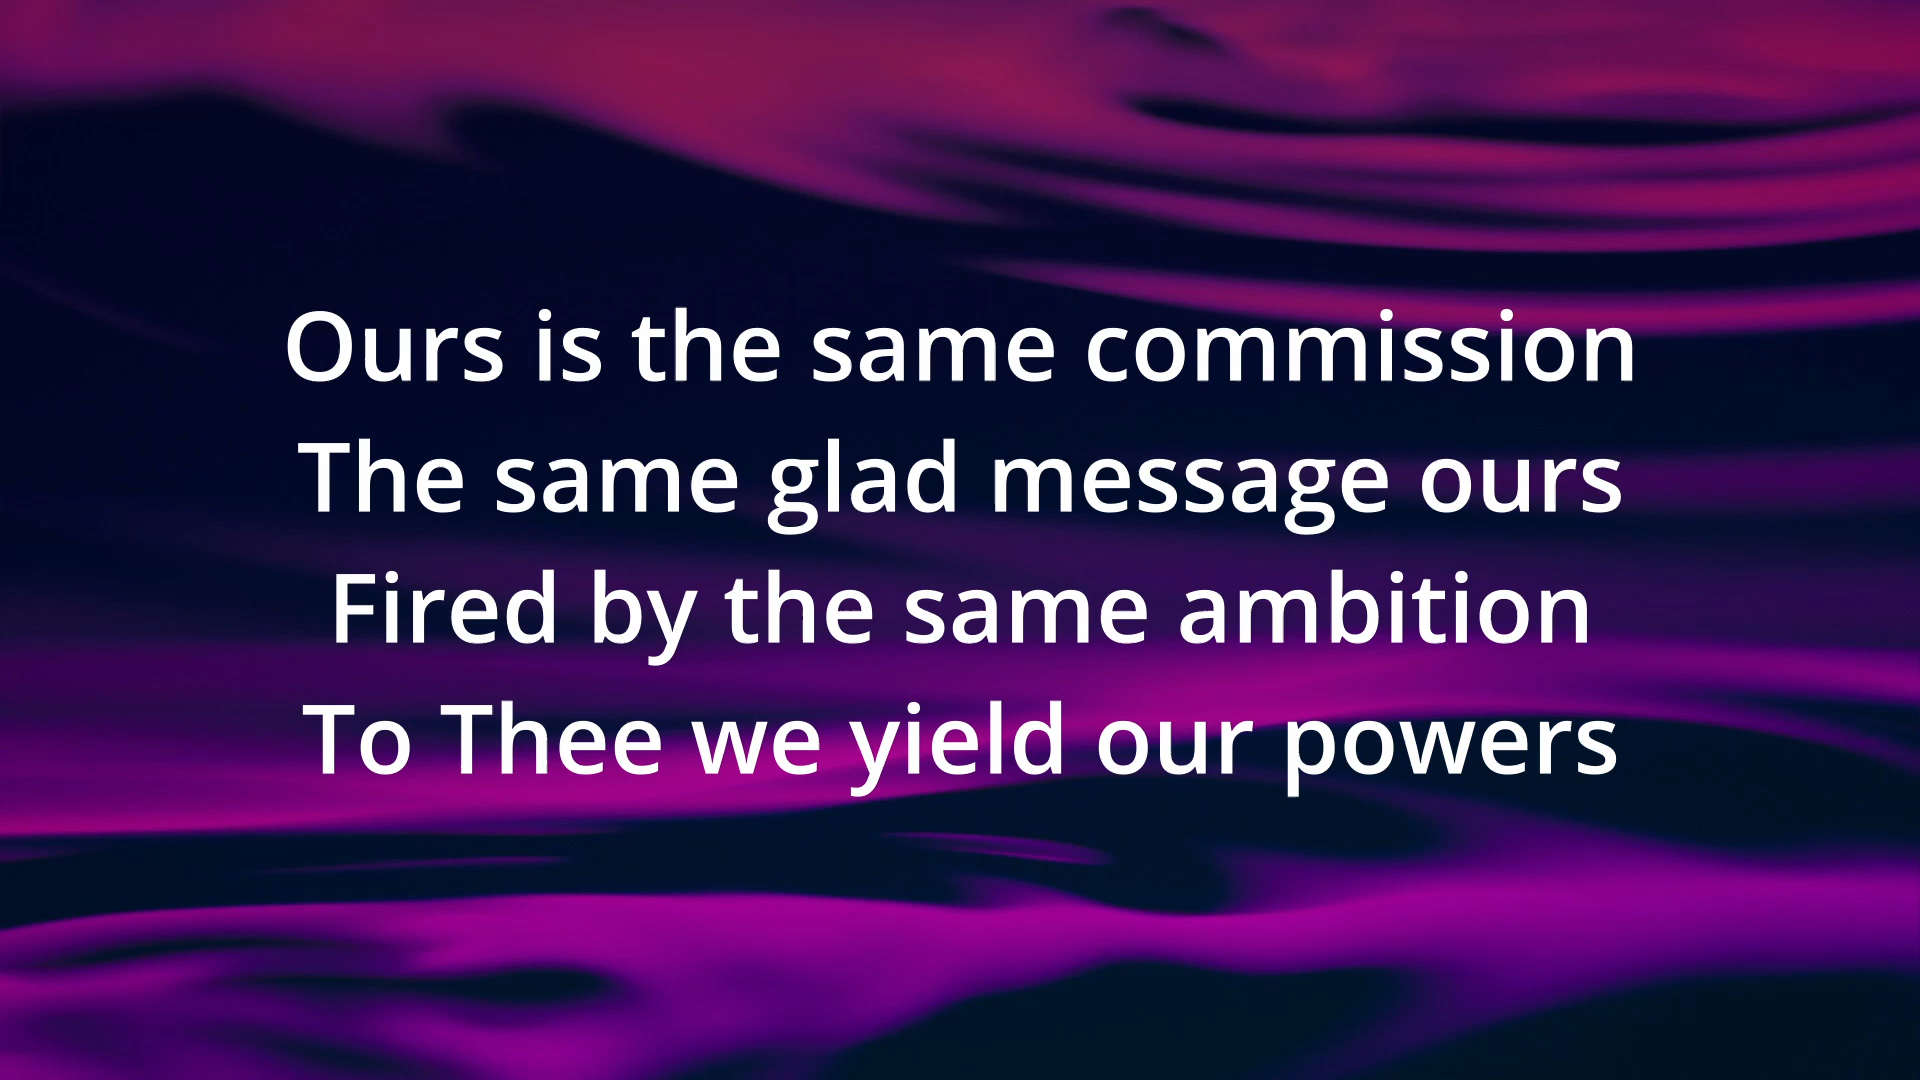 Ours is the same commission
The same glad message ours
Fired by the same ambition
To Thee we yield our powers